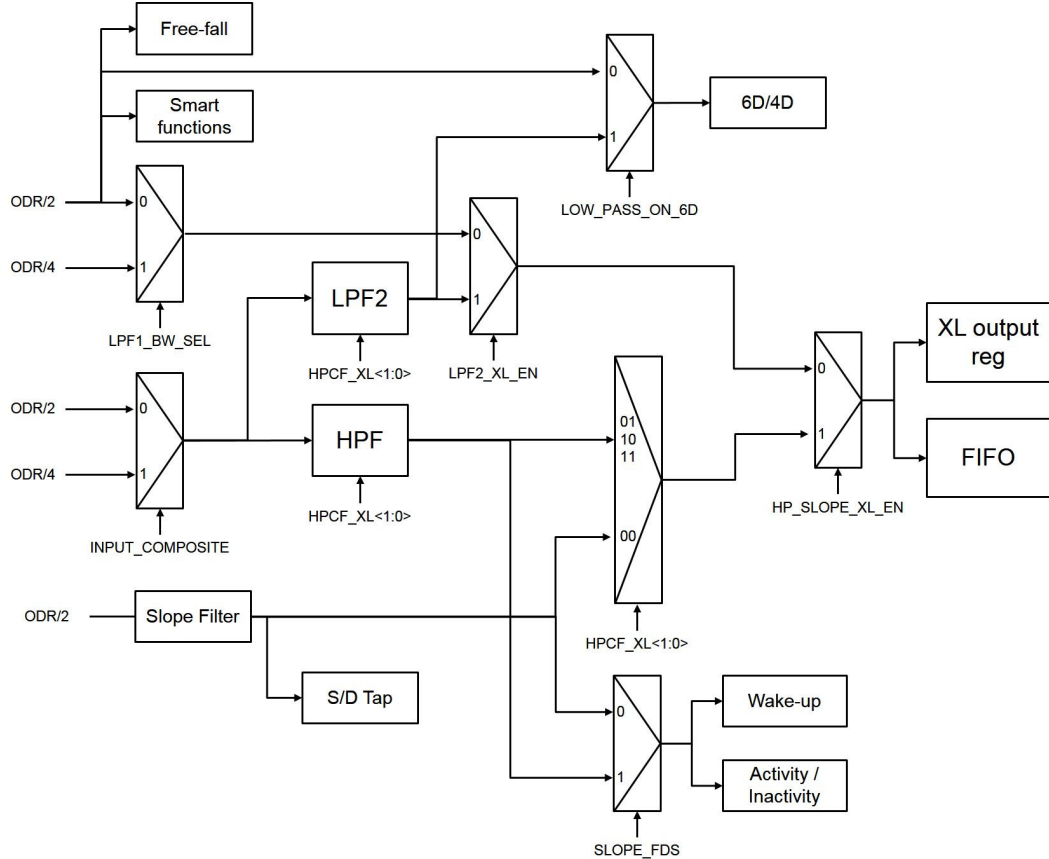 Free-fall
0
6D/4D
Smart
functions
1
ODR/2
0
LOW_PASS_ON_6D
0
ODR/4
1
LPF2
1
XL output
reg
LPF1_BW_SEL
HPCF_XL<1:0>
LPF2_XL_EN
0
ODR/2
0
01
10
11
HPF
1
FIFO
ODR/4
1
HPCF_XL<1:0>
HP_SLOPE_XL_EN
INPUT_COMPOSITE
00
ODR/2
Slope Filter
HPCF_XL<1:0>
S/D Tap
0
Wake-up
1
Activity /
Inactivity
SLOPE_FDS